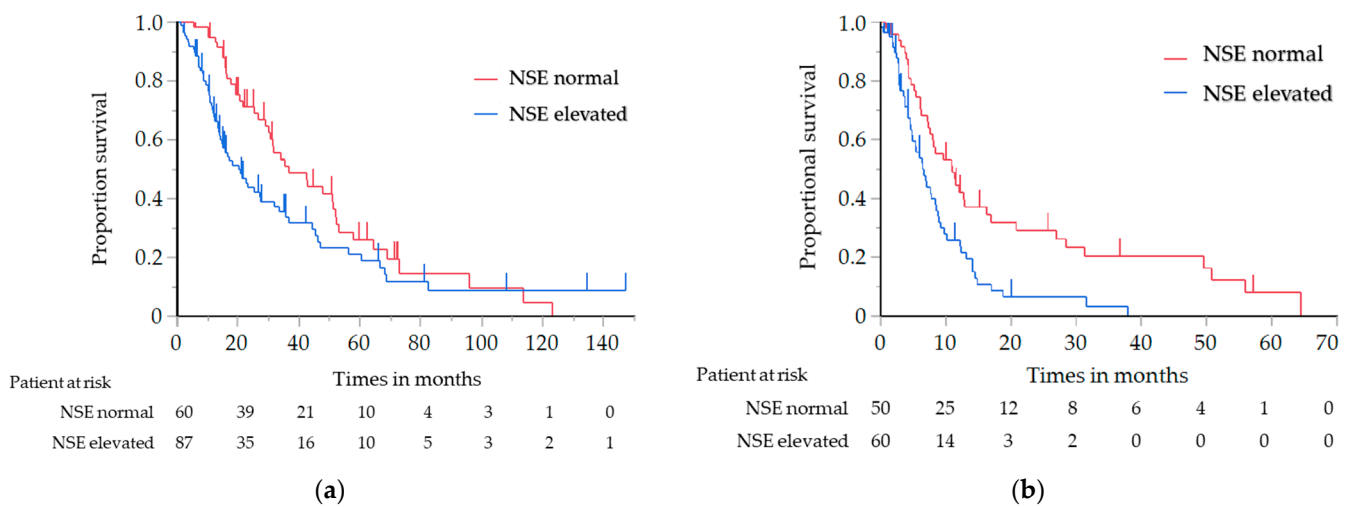 1.0
0.8
0.6
0.4
0.2
0
Proportion survival
NSE normal
NSE elevated
0 20 40 60 80 100 120 140
Times in months
Patient at risk
NSE normal 60 39 21 10 4 3 1 0
NSE elevated 87 35 16 10 5 3 2 1
(a)
1.0
0.8
0.6
0.4
0.2
0
Proportional survival
NSE normal
NSE elevated
0 10 20 30 40 50 60 70
Times in months
Patient at risk
NSE normal 50 25 12 8 6 4 1 0
NSE elevated 60 14 3 2 0 0 0 0
(b)